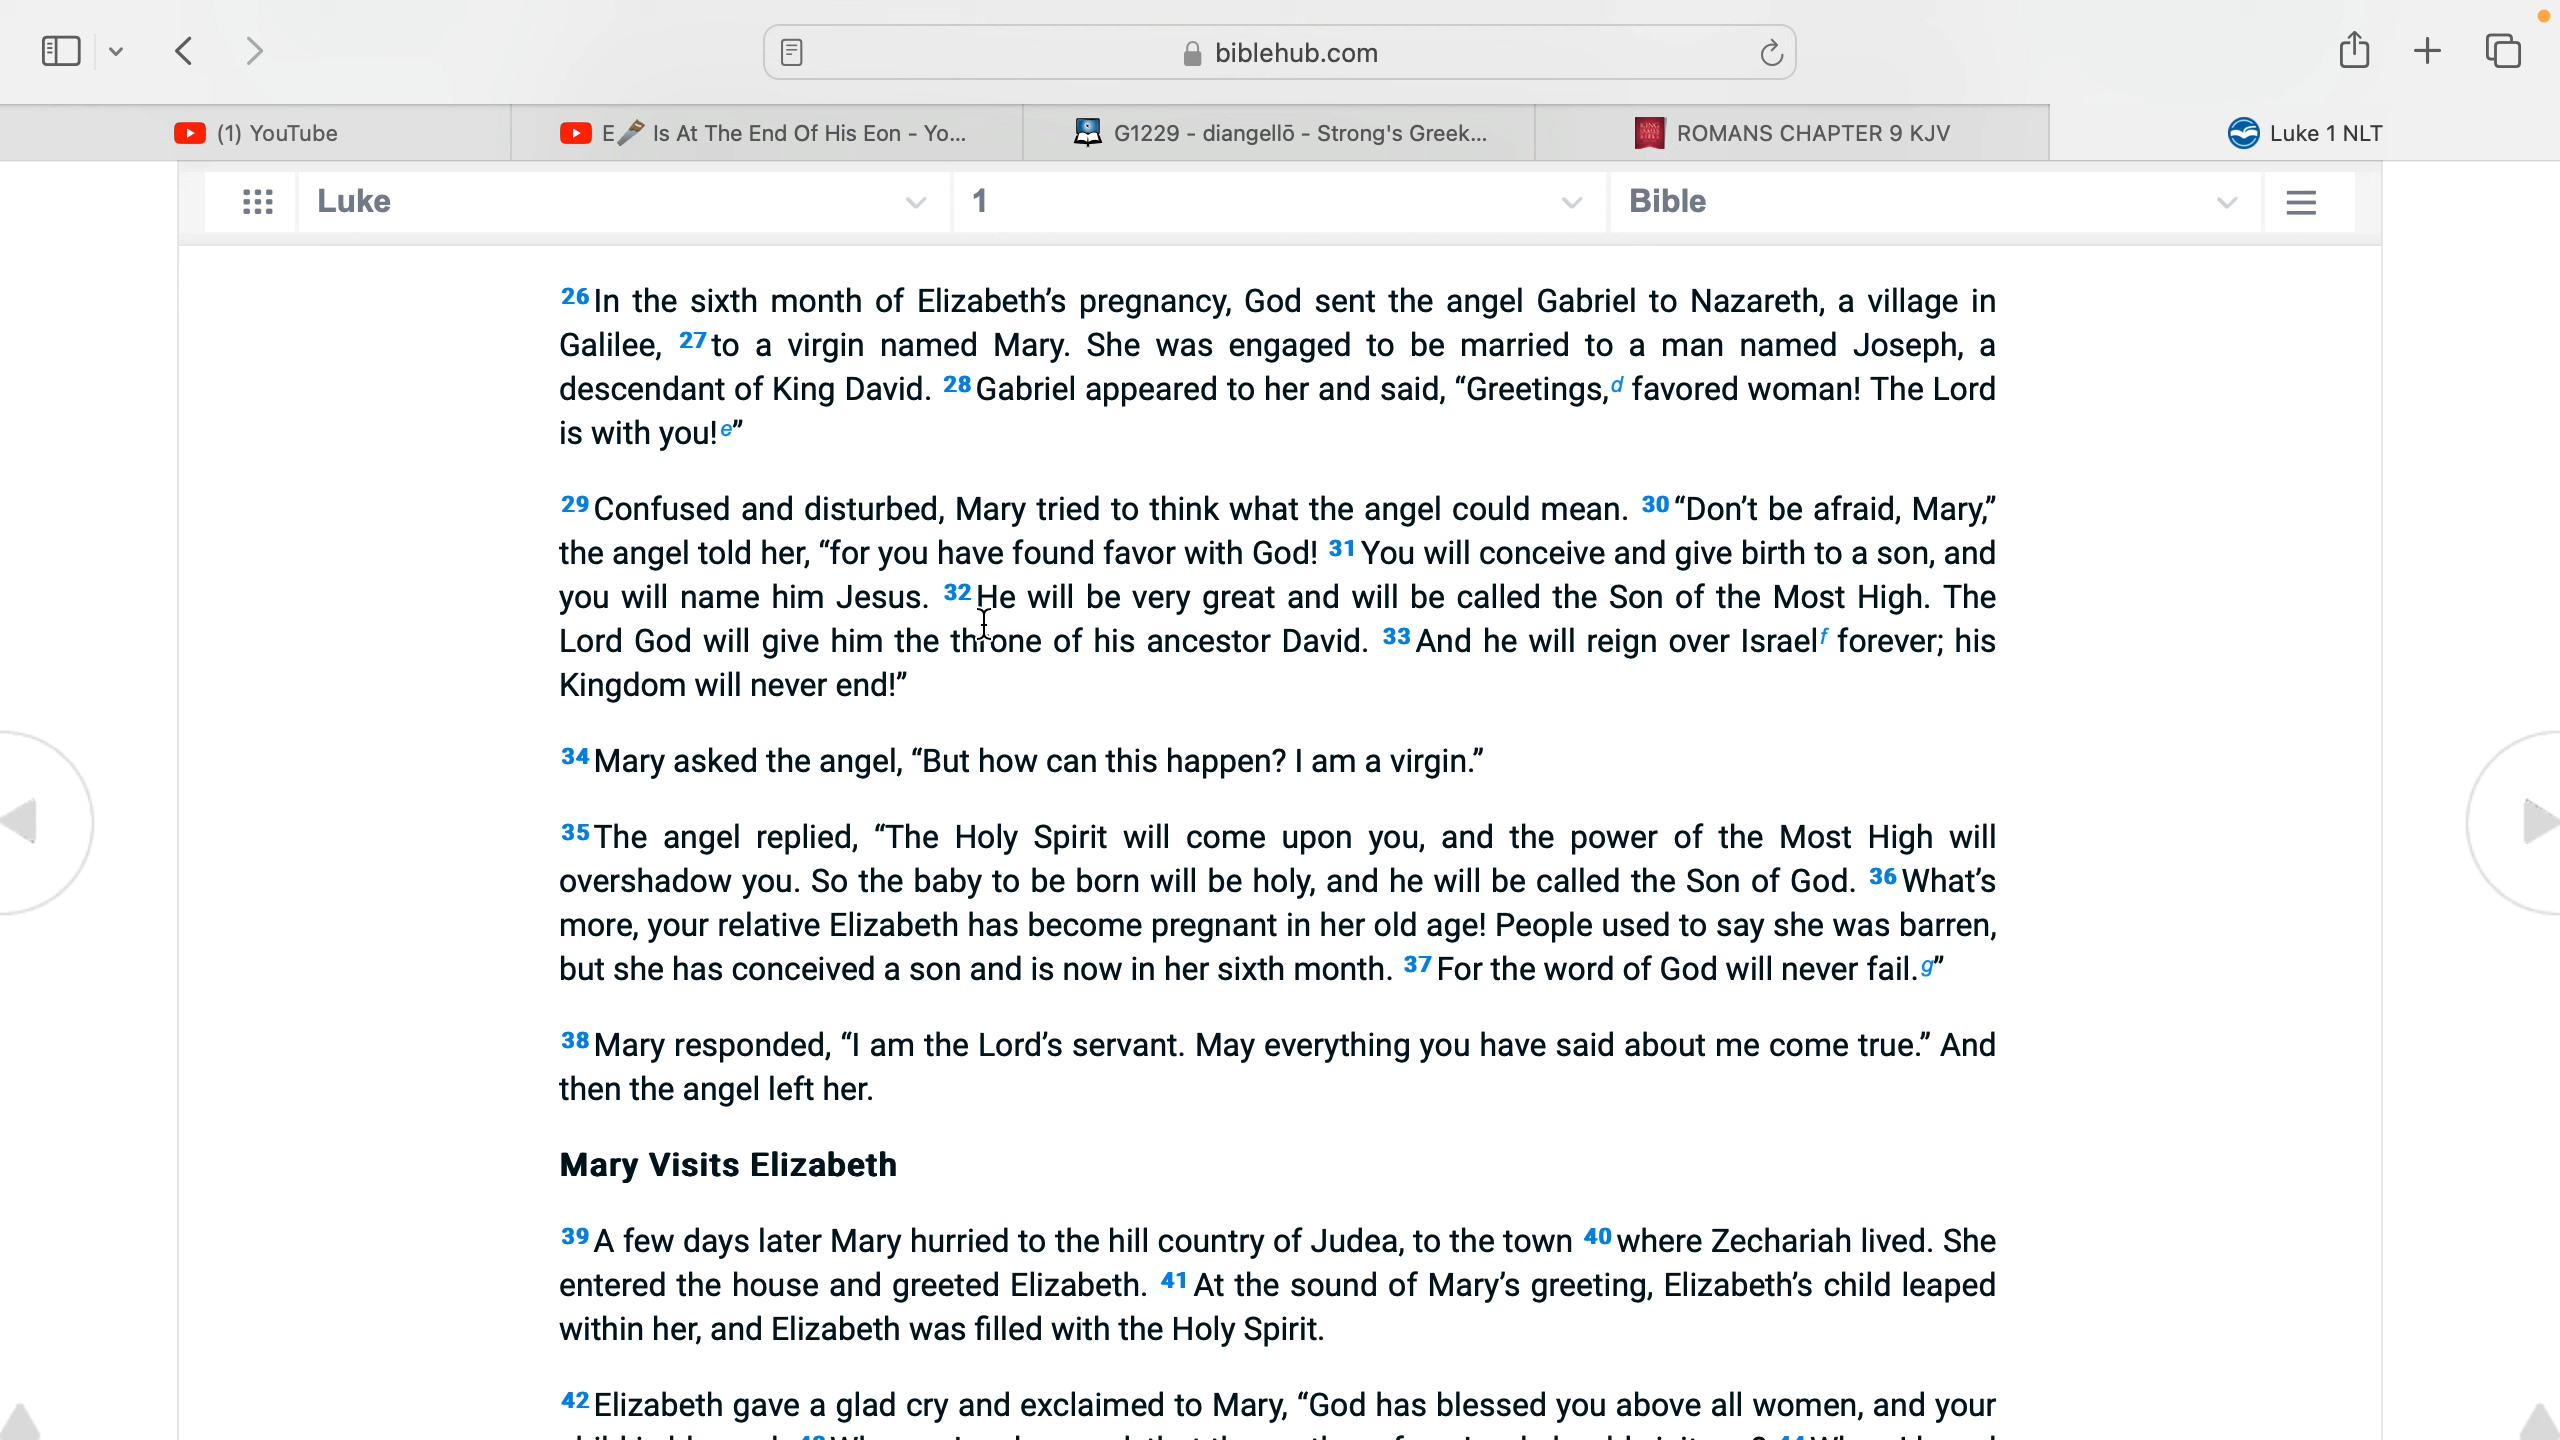 biblehub.com
(1) YouTube
E Is At The End Of His Eon - Yo...
G1229 - diangellō - Strong's Greek...
ROMANS CHAPTER 9 KJV
Luke 1 NLT
Luke
1
Bible
26 In the sixth month of Elizabeth’s pregnancy, God sent the angel Gabriel to Nazareth, a village in
Galilee, 27 to a virgin named Mary. She was engaged to be married to a man named Joseph, a
descendant of King David. 28 Gabriel appeared to her and said, “Greetings,d favored woman! The Lord
is with you!e”
29 Confused and disturbed, Mary tried to think what the angel could mean. 30 “Don’t be afraid, Mary,”
the angel told her, “for you have found favor with God! 31 You will conceive and give birth to a son, and
you will name him Jesus. 32 He will be very great and will be called the Son of the Most High. The
Lord God will give him the throne of his ancestor David. 33 And he will reign over Israelf forever; his
Kingdom will never end!”
34 Mary asked the angel, “But how can this happen? I am a virgin.”
35 The angel replied, “The Holy Spirit will come upon you, and the power of the Most High will
overshadow you. So the baby to be born will be holy, and he will be called the Son of God. 36 What’s
more, your relative Elizabeth has become pregnant in her old age! People used to say she was barren,
but she has conceived a son and is now in her sixth month. 37 For the word of God will never fail.g”
38 Mary responded, “I am the Lord’s servant. May everything you have said about me come true.” And
then the angel left her.
Mary Visits Elizabeth
39 A few days later Mary hurried to the hill country of Judea, to the town 40 where Zechariah lived. She
entered the house and greeted Elizabeth. 41 At the sound of Mary’s greeting, Elizabeth’s child leaped
within her, and Elizabeth was filled with the Holy Spirit.
42 Elizabeth gave a glad cry and exclaimed to Mary, “God has blessed you above all women, and your